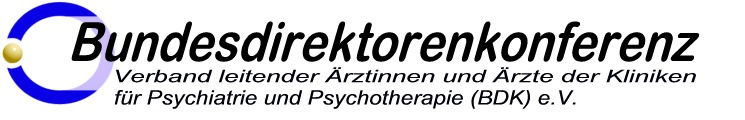 Bundesdirektorenkonferenz
Verband leitender Ärztinnen und Ärzte der Kliniken
für Psychiatrie und Psychotherapie (BDK) e.V.